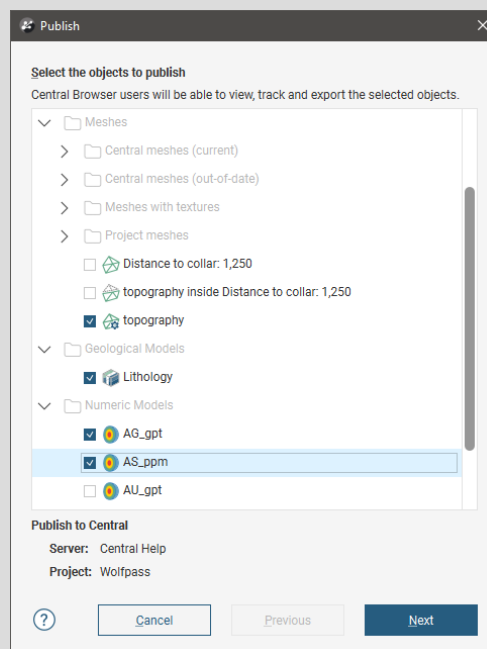 Publish
Select the objects to publish
Central Browser users will be able to view, track and export the selected objects.
Meshes
Central meshes (current)
Central meshes (out-of-date)
Meshes with textures
Project meshes
Distance to collar: 1,250
topography inside Distance to collar: 1,250
topography
Geological Models
Lithology
Numeric Models
AG_gpt
AS_ppm
AU_gpt
Publish to Central
Server: Central Help
Project: Wolfpass
? Cancel Previous Next